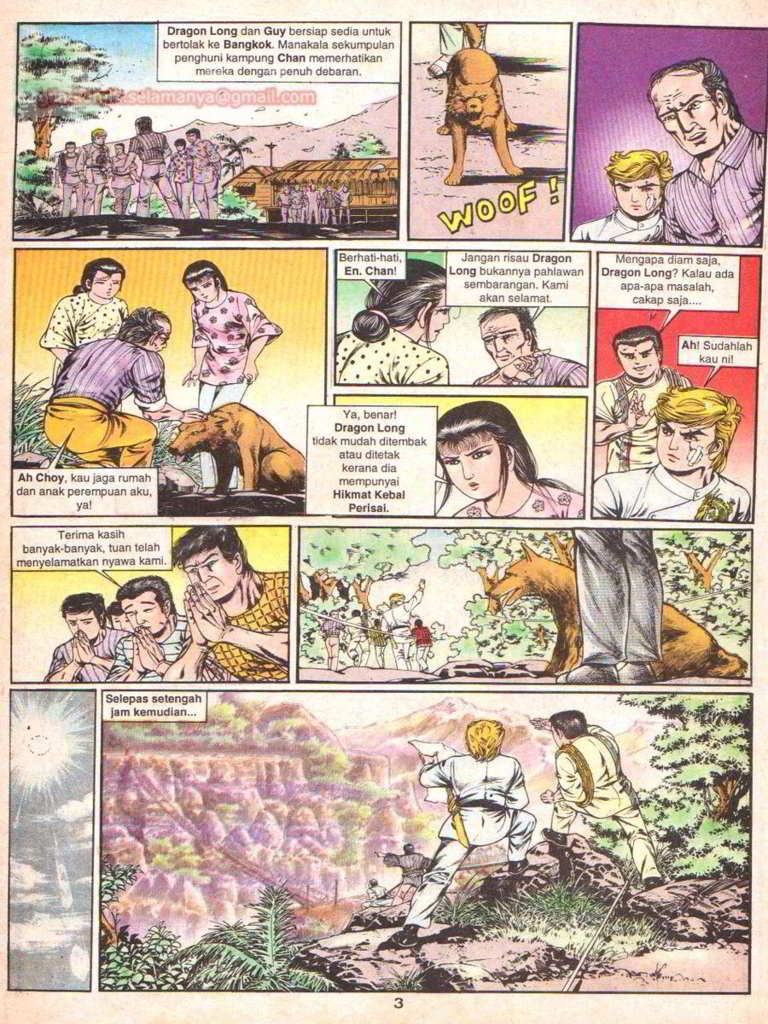 Dragon Long dan Guy bersiap sedia untuk
bertolak ke Bangkok. Manakala sekumpulan
penghuni kampung Chan memerhatikan
mereka dengan penuh debaran.
selamanya@gmail.com
WOOF!
Ah Choy, kau jaga rumah
dan anak perempuan aku,
ya!
Berhati-hati,
En. Chan!
Jangan risau Dragon
Long bukannya pahlawan
sembarangan. Kami
akan selamat.
Ya, benar!
Dragon Long
tidak mudah ditembak
atau ditetak
kerana dia
mempunyai
Hikmat Kebal
Perisai.
Mengapa diam saja,
Dragon Long? Kalau ada
apa-apa masalah,
cakap saja....
Ah! Sudahlah
kau ni!
Terima kasih
banyak-banyak, tuan telah
menyelamatkan nyawa kami.
Selepas setengah
jam kemudian...
3